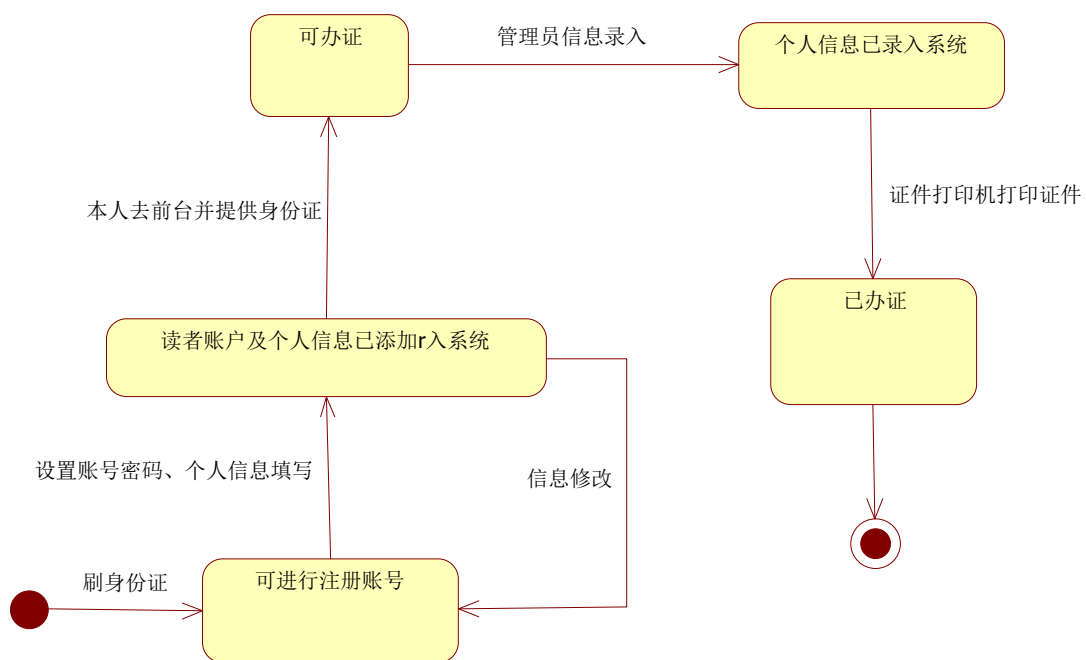 可办证
管理员信息录入
个人信息已录入系统
本人去前台并提供身份证
证件打印机打印证件
已办证
读者账户及个人信息已添加r入系统
设置账号密码、个人信息填写
信息修改
刷身份证
可进行注册账号